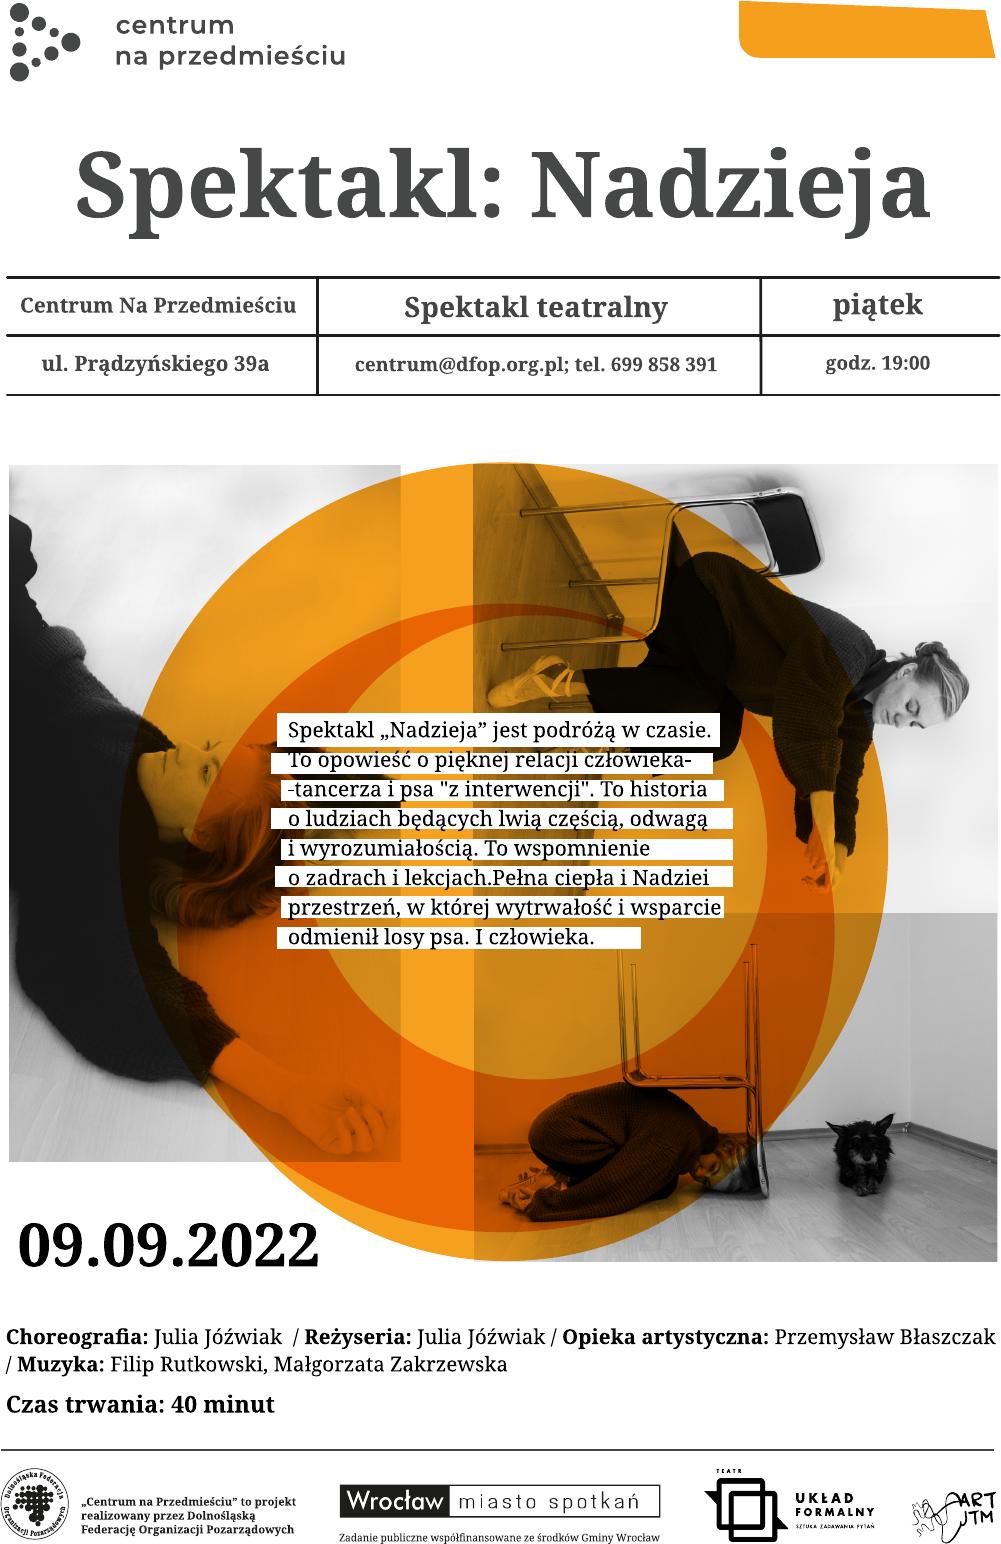 centrum
na przedmieściu
Spektakl: Nadzieja
Centrum Na Przedmieściu
Spektakl teatralny
piątek
ul. Prądzyńskiego 39a
centrum@dfop.org.pl; tel. 699 858 391
godz. 19:00
Spektakl „Nadzieja” jest podróżą w czasie.
To opowieść o pięknej relacji człowieka-
-tancerza i psa "z interwencji". To historia
o ludziach będących lwią częścią, odwagą
i wyrozumiałością. To wspomnienie
o zadrach i lekcjach.Pełna ciepła i Nadziei
przestrzeń, w której wytrwałość i wsparcie
odmienił losy psa. I człowieka.
09.09.2022
Choreografia: Julia Jóźwiak / Reżyseria: Julia Jóźwiak / Opieka artystyczna: Przemysław Błaszczak
/ Muzyka: Filip Rutkowski, Małgorzata Zakrzewska
Czas trwania: 40 minut
Dolnośląska Federacja
Organizacji Pozarządowych
„Centrum na Przedmieściu” to projekt
realizowany przez Dolnośląską
Federację Organizacji Pozarządowych
Wrocław miasto spotkań
Zadanie publiczne współfinansowane ze środków Gminy Wrocław
TEATR
UKŁAD
FORMALNY
SZTUKA ZADAWANIA PYTAŃ
ART
JTM